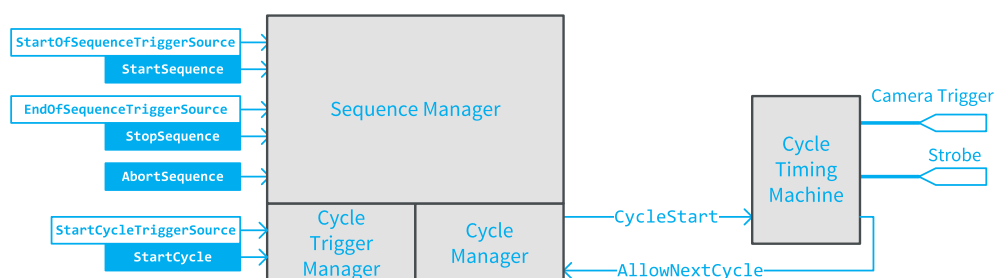 StartOfSequenceTriggerSource
StartSequence
EndOfSequenceTriggerSource
StopSequence
AbortSequence
StartCycleTriggerSource
StartCycle
Sequence Manager
Cycle
Trigger
Manager
Cycle
Manager
CycleStart
AllowNextCycle
Cycle
Timing
Machine
Camera Trigger
Strobe